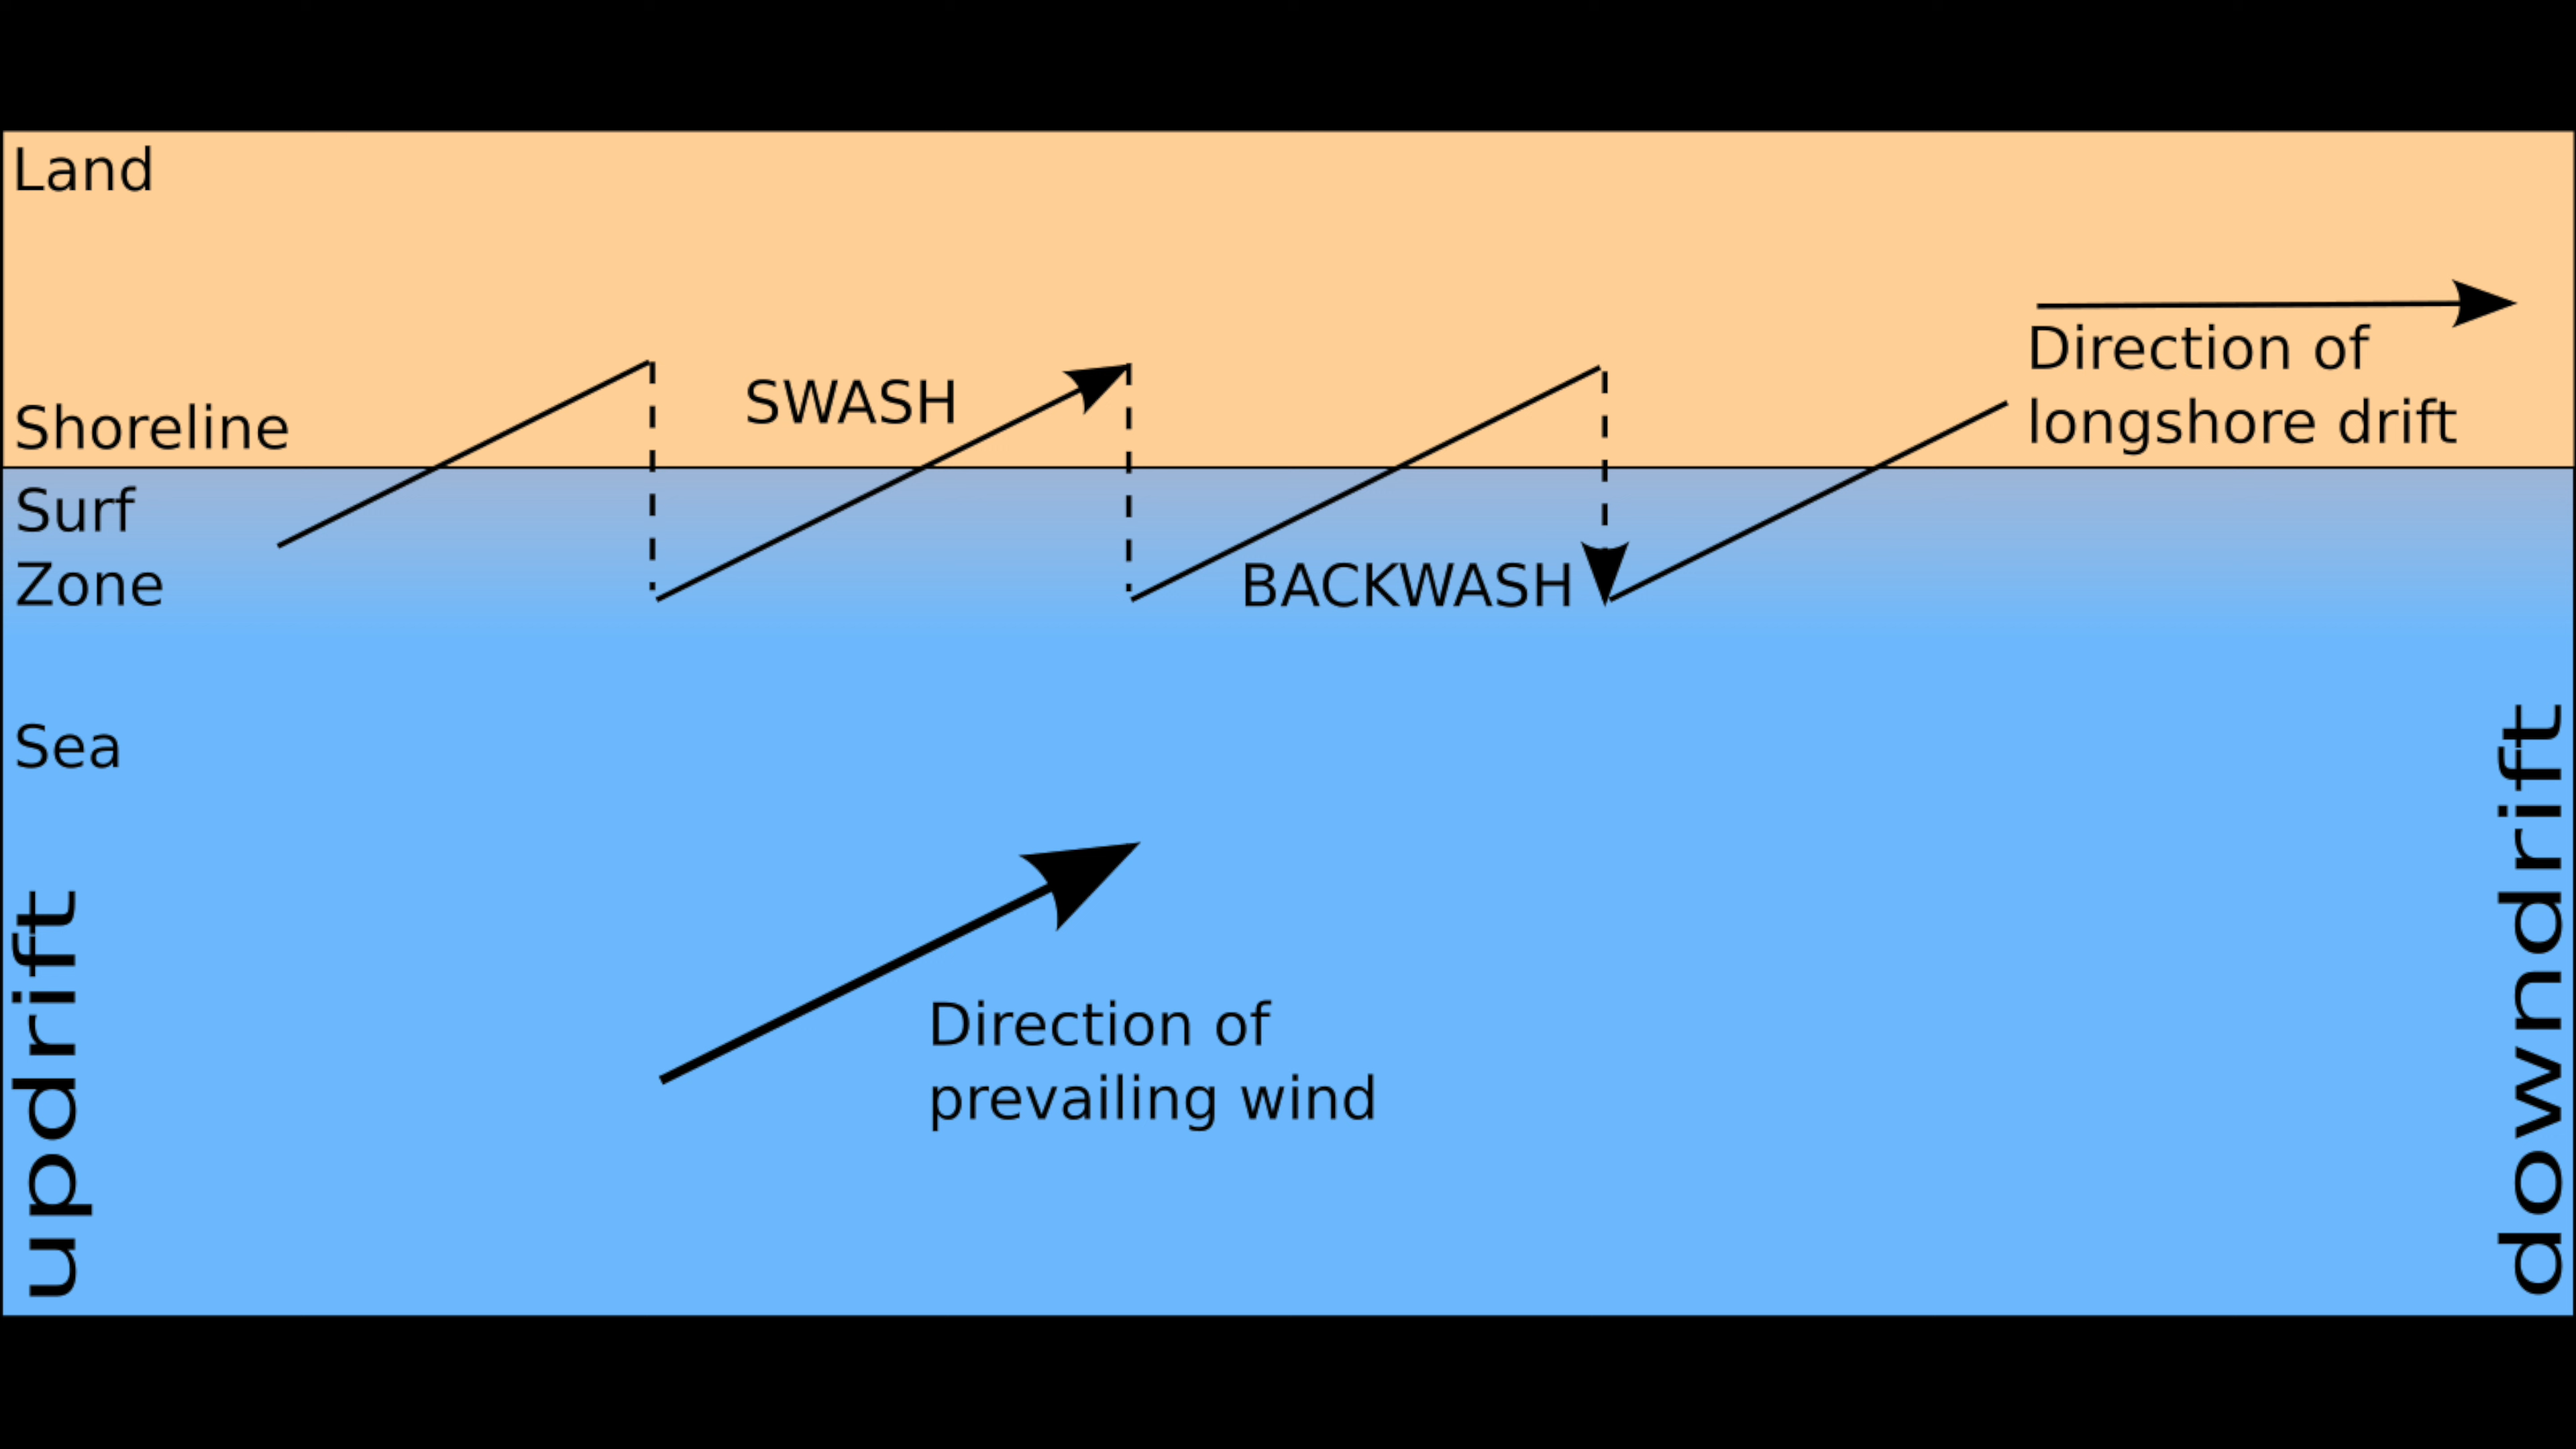 Land
SWASH
Direction of
longshore drift
Shoreline
Surf
Zone
BACKWASH
Sea
updrift
Direction of
prevailing wind
downdrift